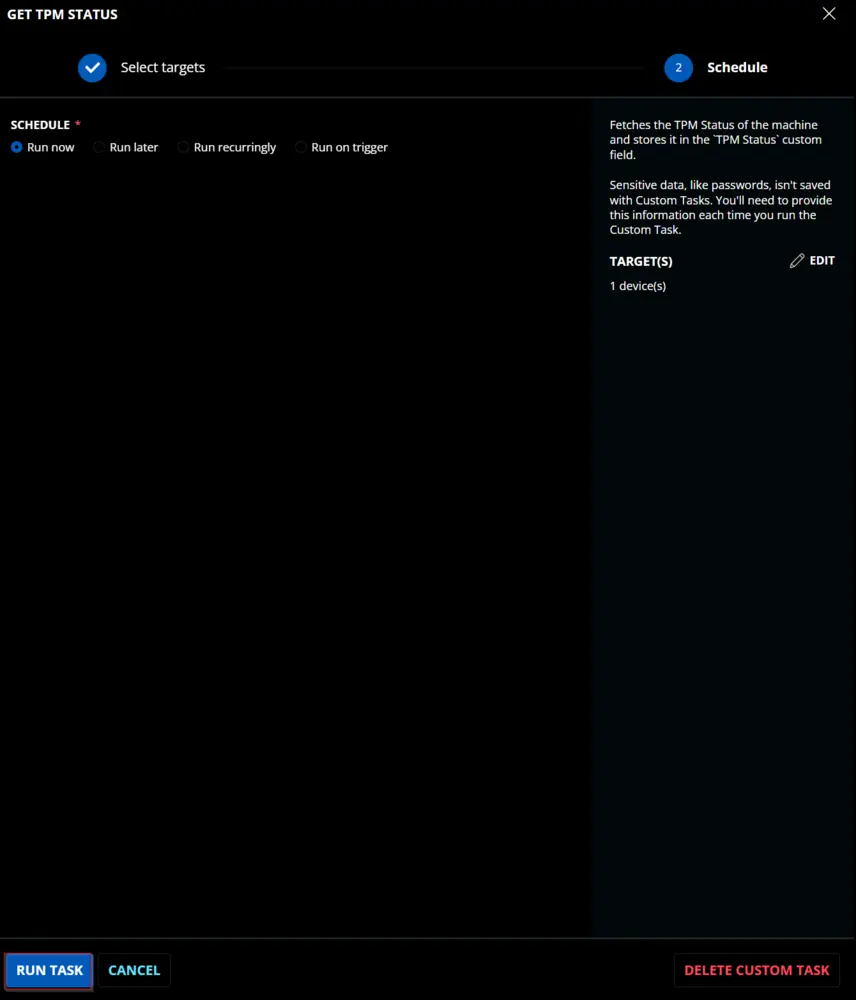 GET TPM STATUS
Select targets
2
Schedule
SCHEDULE *
Run now
Run later
Run recurringly
Run on trigger
Fetches the TPM Status of the machine
and stores it in the `TPM Status` custom
field.
Sensitive data, like passwords, isn't saved
with Custom Tasks. You'll need to provide
this information each time you run the
Custom Task.
TARGET(S)
EDIT
1 device(s)
RUN TASK
CANCEL
DELETE CUSTOM TASK